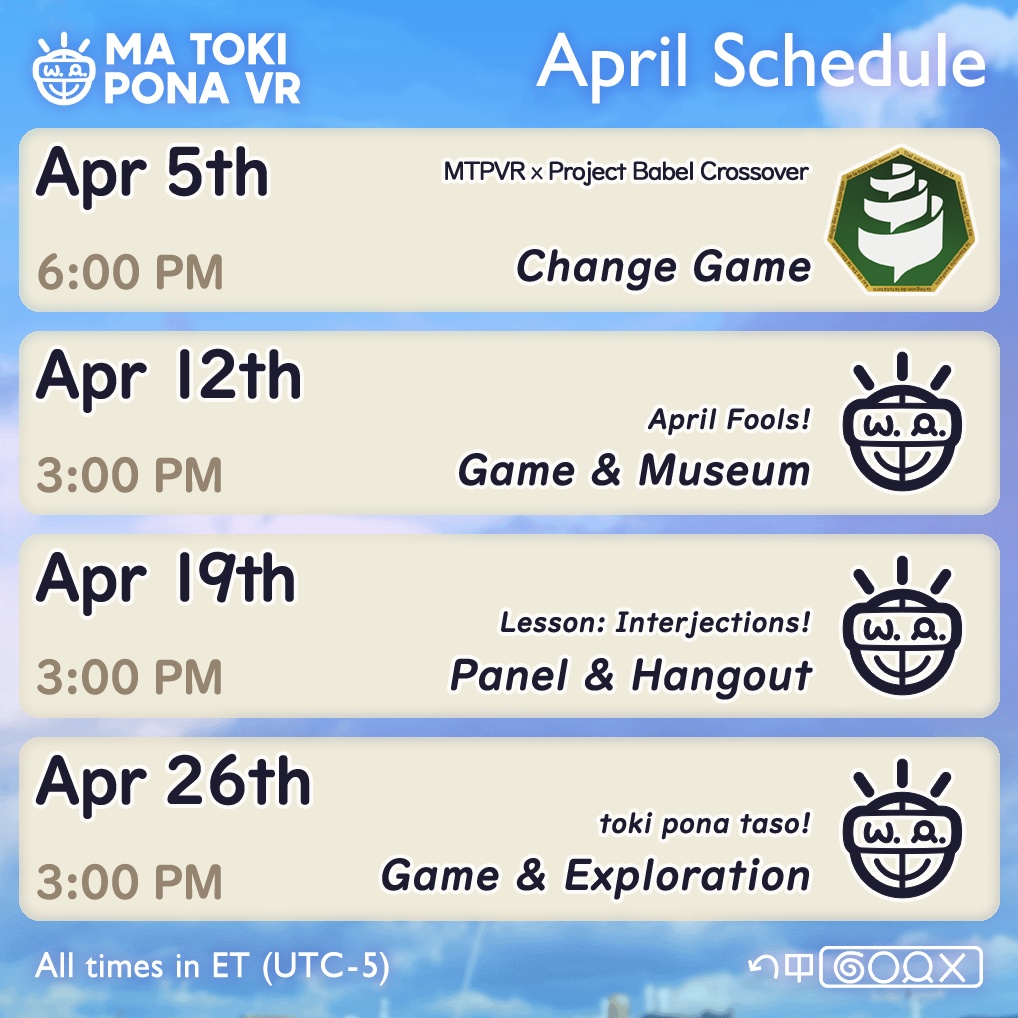 MA TOKI
PONA VR
April Schedule
Apr 5th
6:00 PM
MTPVR x Project Babel Crossover
Change Game
Apr 12th
3:00 PM
April Fools!
Game & Museum
w. a.
Apr 19th
3:00 PM
Lesson: Interjections!
Panel & Hangout
w. a.
Apr 26th
3:00 PM
toki pona taso!
Game & Exploration
w. a.
All times in ET (UTC-5)